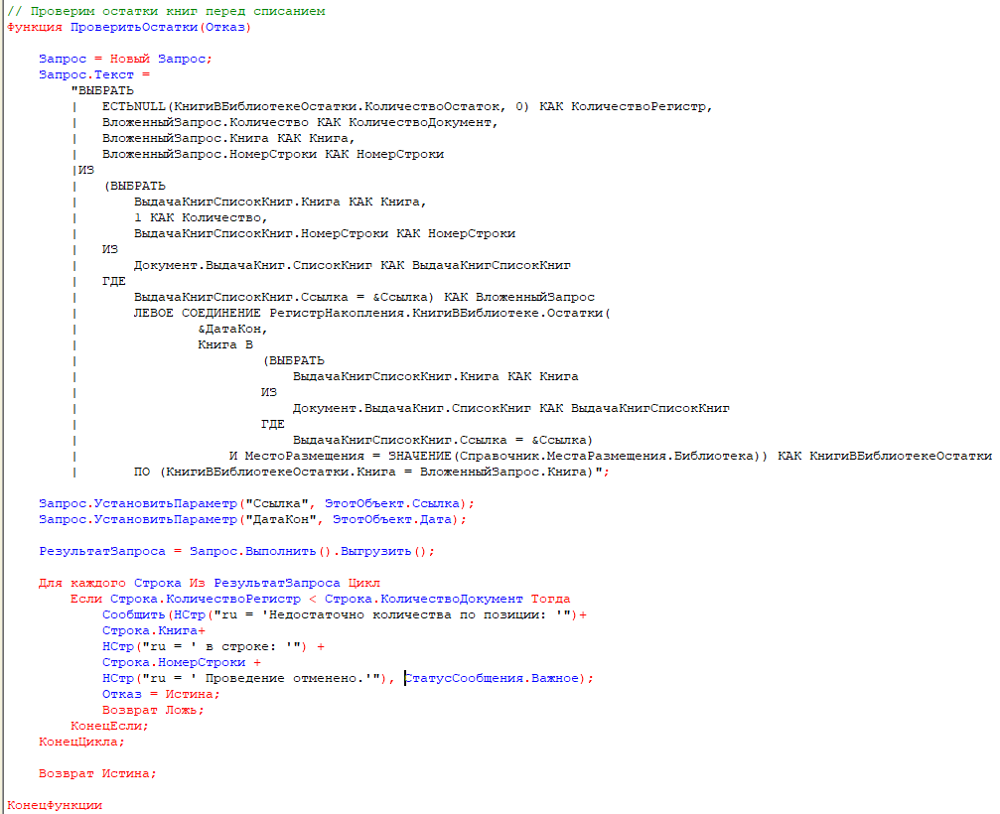 // Проверим остатки книг перед списанием
Функция ПроверитьОстатки(Отказ)
Запрос = Новый Запрос;
Запрос.Текст =
"ВЫБРАТЬ
| ЕСТЬNULL(КнигиВБиблиотекеОстатки.КоличествоОстаток, 0) КАК КоличествоРегистр,
| ВложенныйЗапрос.Количество КАК КоличествоДокумент,
| ВложенныйЗапрос.Книга КАК Книга,
| ВложенныйЗапрос.НомерСтроки КАК НомерСтроки
|ИЗ
| (ВЫБРАТЬ
| ВыдачаКнигСписокКниг.Книга КАК Книга,
| 1 КАК Количество,
| ВыдачаКнигСписокКниг.НомерСтроки КАК НомерСтроки
| ИЗ
| Документ.ВыдачаКниг.СписокКниг КАК ВыдачаКнигСписокКниг
| ГДЕ
| ВыдачаКнигСписокКниг.Ссылка = &Ссылка) КАК ВложенныйЗапрос
| ЛЕВОЕ СОЕДИНЕНИЕ РегистрНакопления.КнигиВБиблиотеке.Остатки(
| &ДатаКон,
| Книга В
| (ВЫБРАТЬ
| ВыдачаКнигСписокКниг.Книга КАК Книга
| ИЗ
| Документ.ВыдачаКниг.СписокКниг КАК ВыдачаКнигСписокКниг
| ГДЕ
| ВыдачаКнигСписокКниг.Ссылка = &Ссылка)
| И МестоРазмещения = ЗНАЧЕНИЕ(Справочник.МестаРазмещения.Библиотека)) КАК КнигиВБиблиотекеОстатки
| ПО (КнигиВБиблиотекеОстатки.Книга = ВложенныйЗапрос.Книга)";
Запрос.УстановитьПараметр("Ссылка", ЭтотОбъект.Ссылка);
Запрос.УстановитьПараметр("ДатаКон", ЭтотОбъект.Дата);
РезультатЗапроса = Запрос.Выполнить().Выгрузить();
Для каждого Строка Из РезультатЗапроса Цикл
Если Строка.КоличествоРегистр < Строка.КоличествоДокумент Тогда
Сообщить(НСтр("ru = 'Недостаточно количества по позиции: '")+
Строка.Книга+
НСтр("ru = ' в строке: '") +
Строка.НомерСтроки +
НСтр("ru = ' Проведение отменено.'"), СтатусСообщения.Важное);
Отказ = Истина;
Возврат Ложь;
КонецЕсли;
КонецЦикла;
Возврат Истина;
КонецФункции